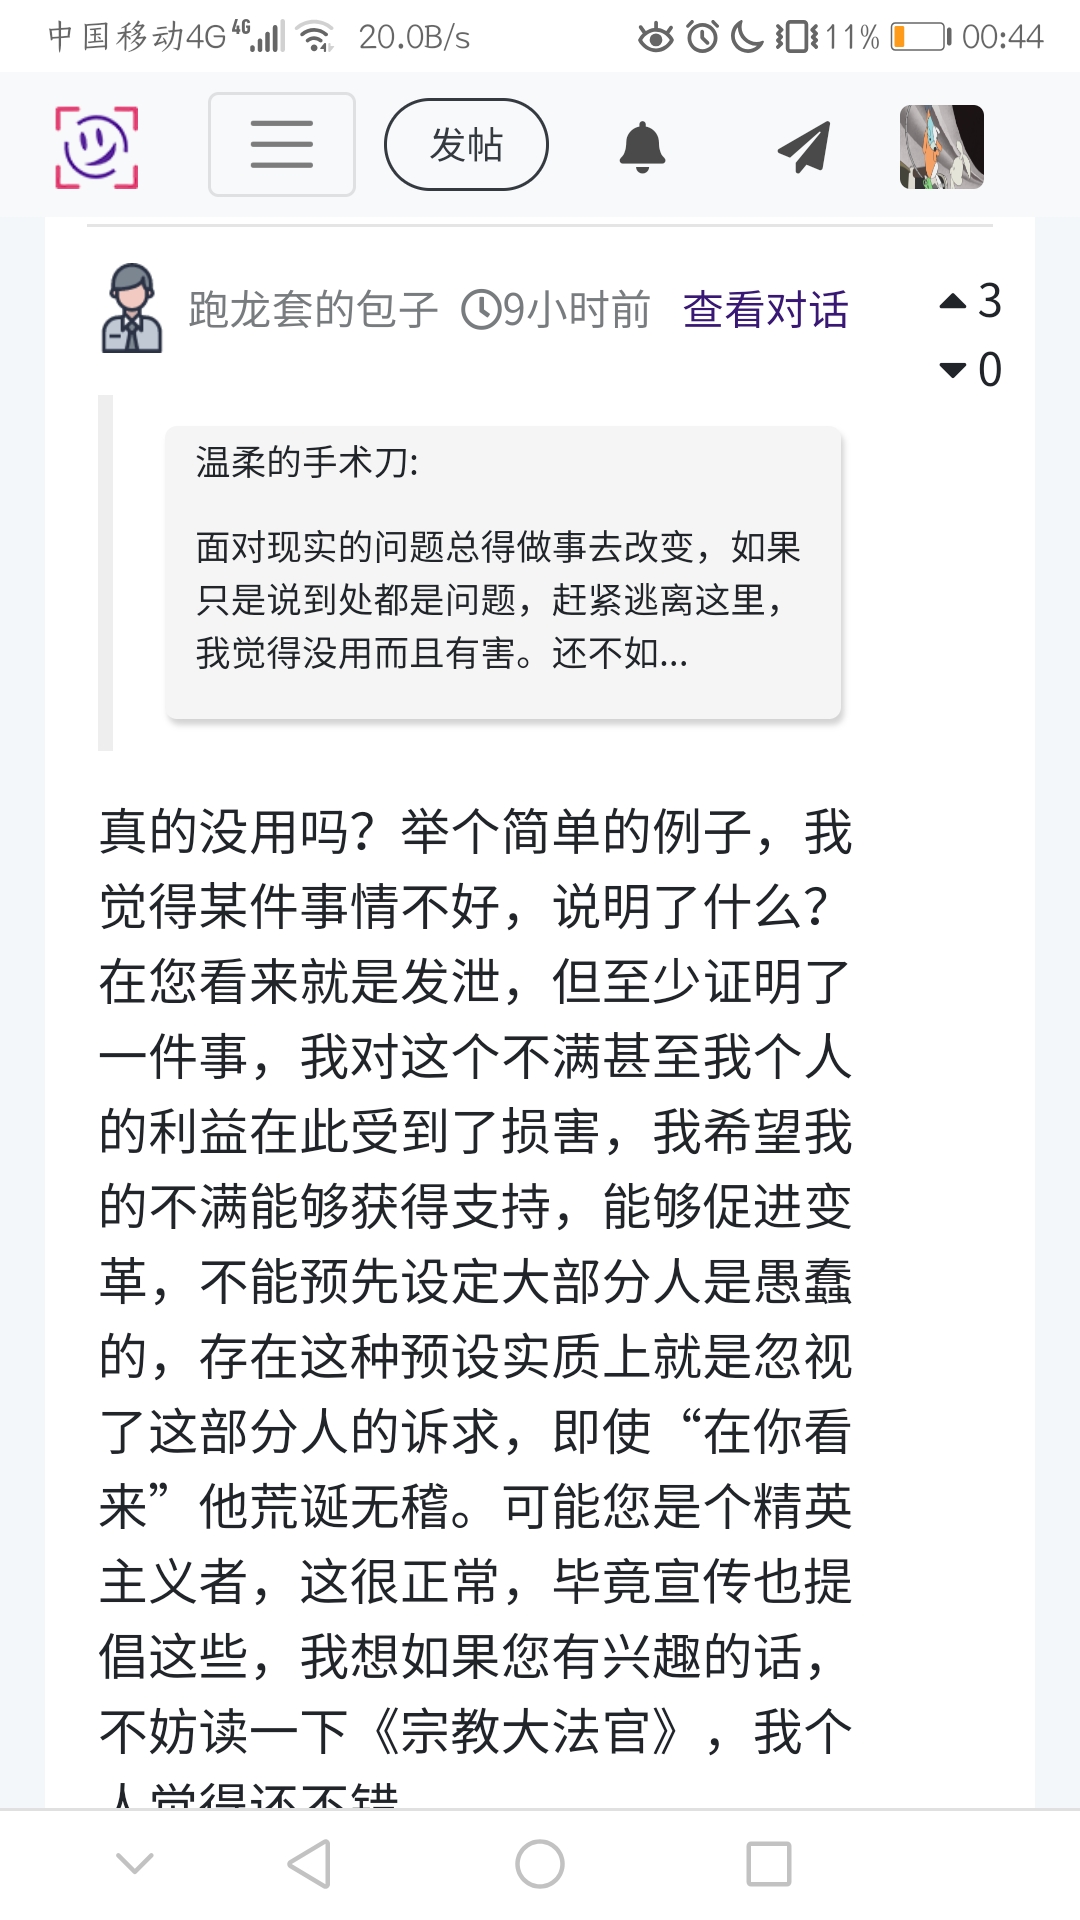 中国移动4G 4G 20.0B/s 11% 00:44
发帖
跑龙套的包子 9小时前 查看对话 3
0
温柔的手术刀:
面对现实的问题总得做事去改变，如果
只是说到处都是问题，赶紧逃离这里，
我觉得没用而且有害。还不如...
真的没用吗？举个简单的例子，我
觉得某件事情不好，说明了什么？
在您看来就是发泄，但至少证明了
一件事，我对这个不满甚至我个人
的利益在此受到了损害，我希望我
的不满能够获得支持，能够促进变
革，不能预先设定大部分人是愚蠢
的，存在这种预设实质上就是忽视
了这部分人的诉求，即使“在你看
来”他荒诞无稽。可能您是个精英
主义者，这很正常，毕竟宣传也提
倡这些，我想如果您有兴趣的话，
不妨读一下《宗教大法官》，我个
人觉得还不错